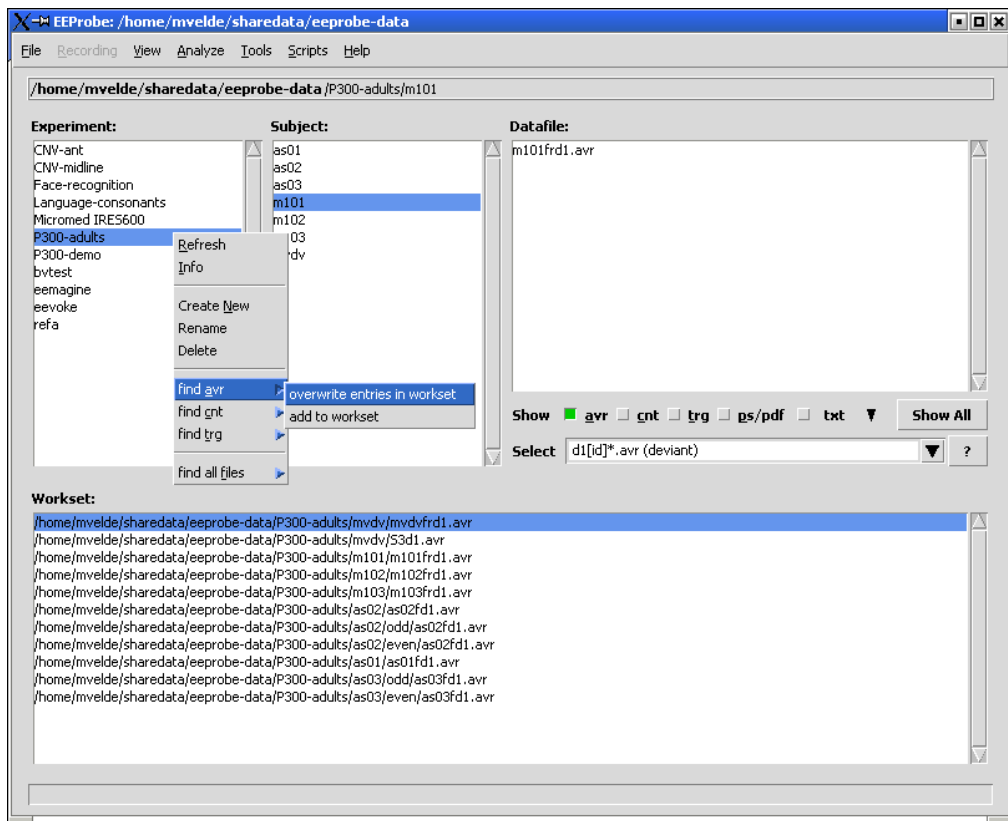 EEProbe: /home/mvelde/sharedata/eeprobe-data
File Recording View Analyze Tools Scripts Help
/home/mvelde/sharedata/eeprobe-data /P300-adults/m101
Experiment: Subject: Datafile:
CNV-ant
CNV-midline
Face-recognition
Language-consonants
Micromed IRES600
P300-adults
P300-demo
bvtest
eemagine
eevoke
refa
as01
as02
as03
m101
m102
03
vdv
m101frd1.avr
Refresh
Info
Create New
Rename
Delete
find avr
find cnt
find trg
find all files
overwrite entries in workset
add to workset
Show avr cnt trg ps/pdf txt Show All
Select d1[id]*.avr (deviant) ?
Workset:
/home/mvelde/sharedata/eeprobe-data/P300-adults/mvdv/mvdvfrd1.avr
/home/mvelde/sharedata/eeprobe-data/P300-adults/mvdv/S3d1.avr
/home/mvelde/sharedata/eeprobe-data/P300-adults/m101/m101frd1.avr
/home/mvelde/sharedata/eeprobe-data/P300-adults/m102/m102frd1.avr
/home/mvelde/sharedata/eeprobe-data/P300-adults/m103/m103frd1.avr
/home/mvelde/sharedata/eeprobe-data/P300-adults/as02/as02fd1.avr
/home/mvelde/sharedata/eeprobe-data/P300-adults/as02/odd/as02fd1.avr
/home/mvelde/sharedata/eeprobe-data/P300-adults/as02/even/as02fd1.avr
/home/mvelde/sharedata/eeprobe-data/P300-adults/as01/as01fd1.avr
/home/mvelde/sharedata/eeprobe-data/P300-adults/as03/odd/as03fd1.avr
/home/mvelde/sharedata/eeprobe-data/P300-adults/as03/even/as03fd1.avr